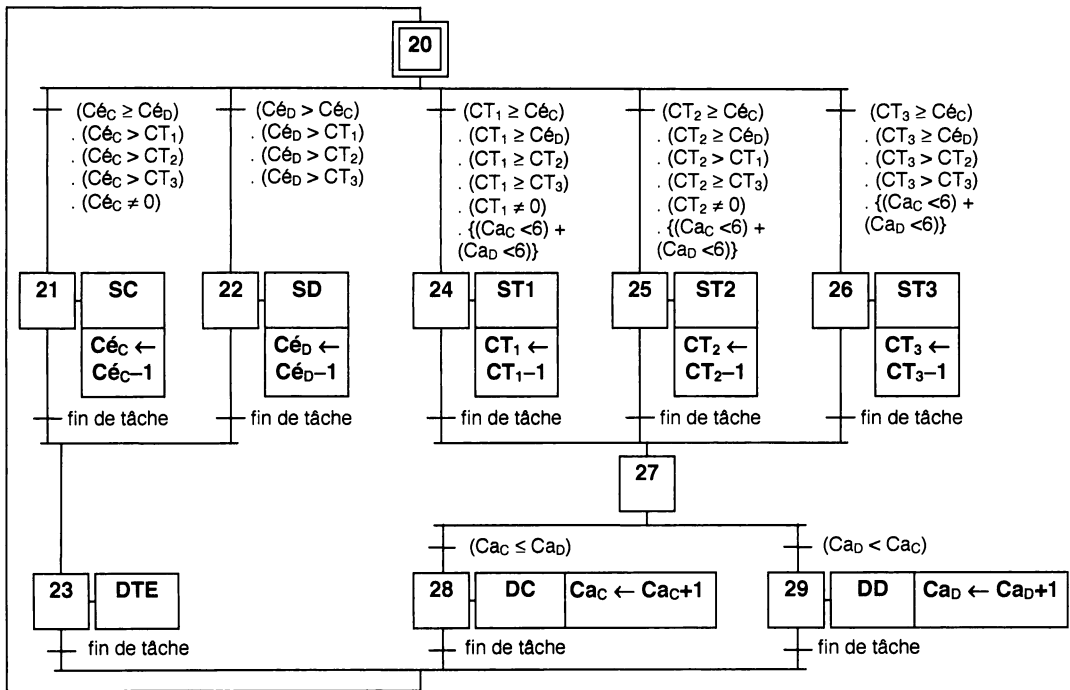 20
(CéC ≥ CéD)
. (CéC > CT1)
. (CéC > CT2)
. (CéC > CT3)
. (CéC ≠ 0)
(CéD > CéC)
. (CéD > CT1)
. (CéD > CT2)
. (CéD > CT3)
(CT1 ≥ CéC)
. (CT1 ≥ CéD)
. (CT1 ≥ CT2)
. (CT1 ≥ CT3)
. (CT1 ≠ 0)
. {(CaC <6) +
(CaD <6)}
(CT2 ≥ CéC)
. (CT2 ≥ CéD)
. (CT2 > CT1)
. (CT2 ≥ CT3)
. (CT2 ≠ 0)
. {(CaC <6) +
(CaD <6)}
(CT3 ≥ CéC)
. (CT3 ≥ CéD)
. (CT3 > CT2)
. (CT3 > CT3)
. {(CaC <6) +
(CaD <6)}
21
SC
CéC ←
CéC–1
22
SD
CéD ←
CéD–1
24
ST1
CT1 ←
CT1–1
25
ST2
CT2 ←
CT2–1
26
ST3
CT3 ←
CT3–1
fin de tâche
fin de tâche
fin de tâche
fin de tâche
fin de tâche
27
(CaC ≤ CaD)
(CaD < CaC)
23
DTE
28
DC
CaC ← CaC+1
29
DD
CaD ← CaD+1
fin de tâche
fin de tâche
fin de tâche